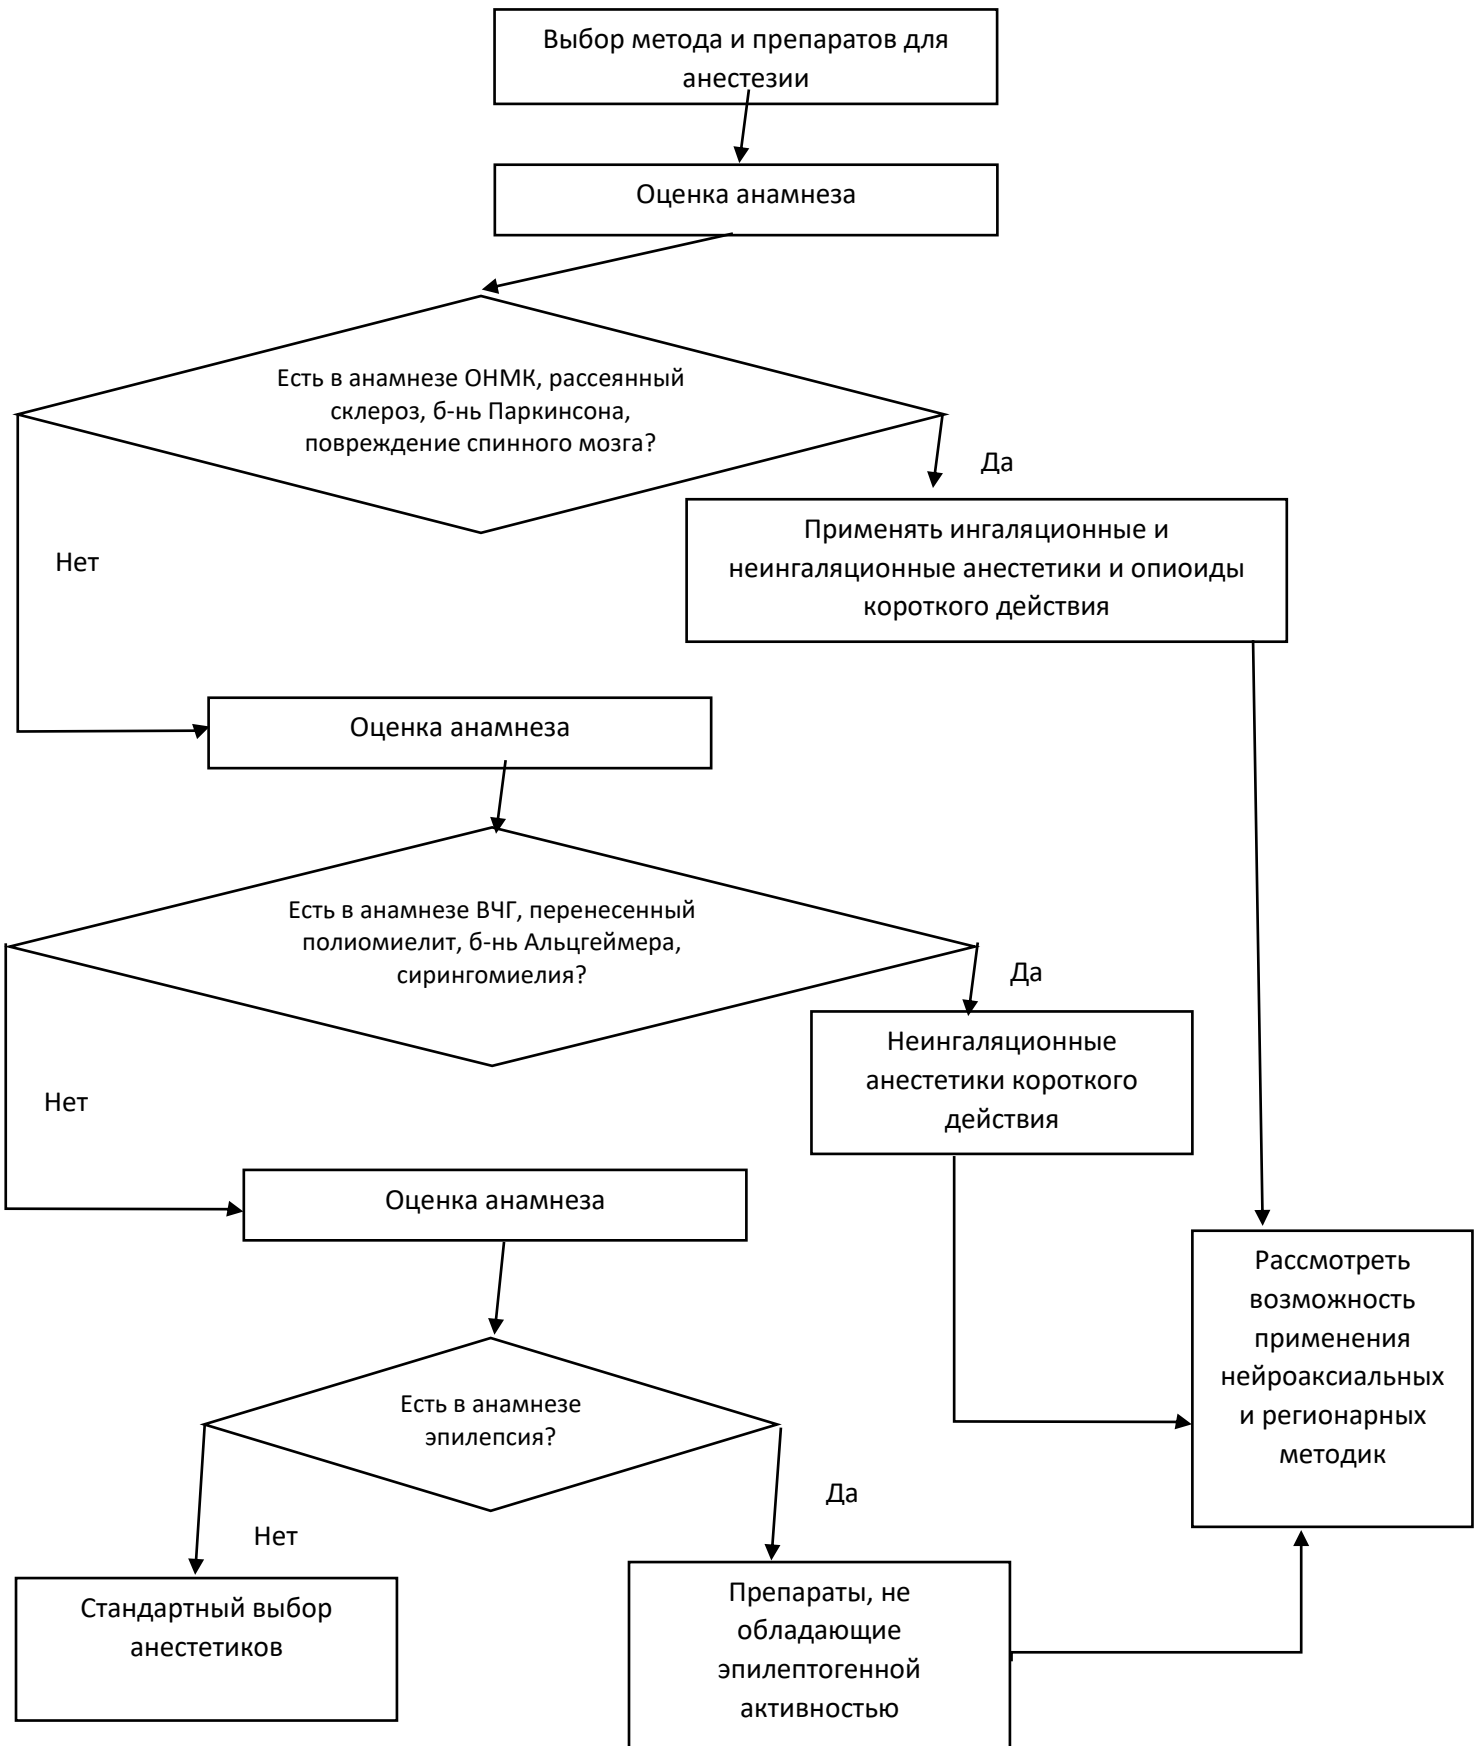 Выбор метода и препаратов для
анестезии
Оценка анамнеза
Есть в анамнезе ОНМК, рассеянный
склероз, б-нь Паркинсона,
повреждение спинного мозга?
Да
Применять ингаляционные и
неингаляционные анестетики и опиоиды
короткого действия
Нет
Оценка анамнеза
Есть в анамнезе ВЧГ, перенесенный
полиомиелит, б-нь Альцгеймера,
сирингомиелия?
Да
Неингаляционные
анестетики короткого
действия
Нет
Оценка анамнеза
Рассмотреть
возможность
применения
нейроаксиальных
и регионарных
методик
Есть в анамнезе
эпилепсия?
Да
Нет
Стандартный выбор
анестетиков
Препараты, не
обладающие
эпилептогенной
активностью